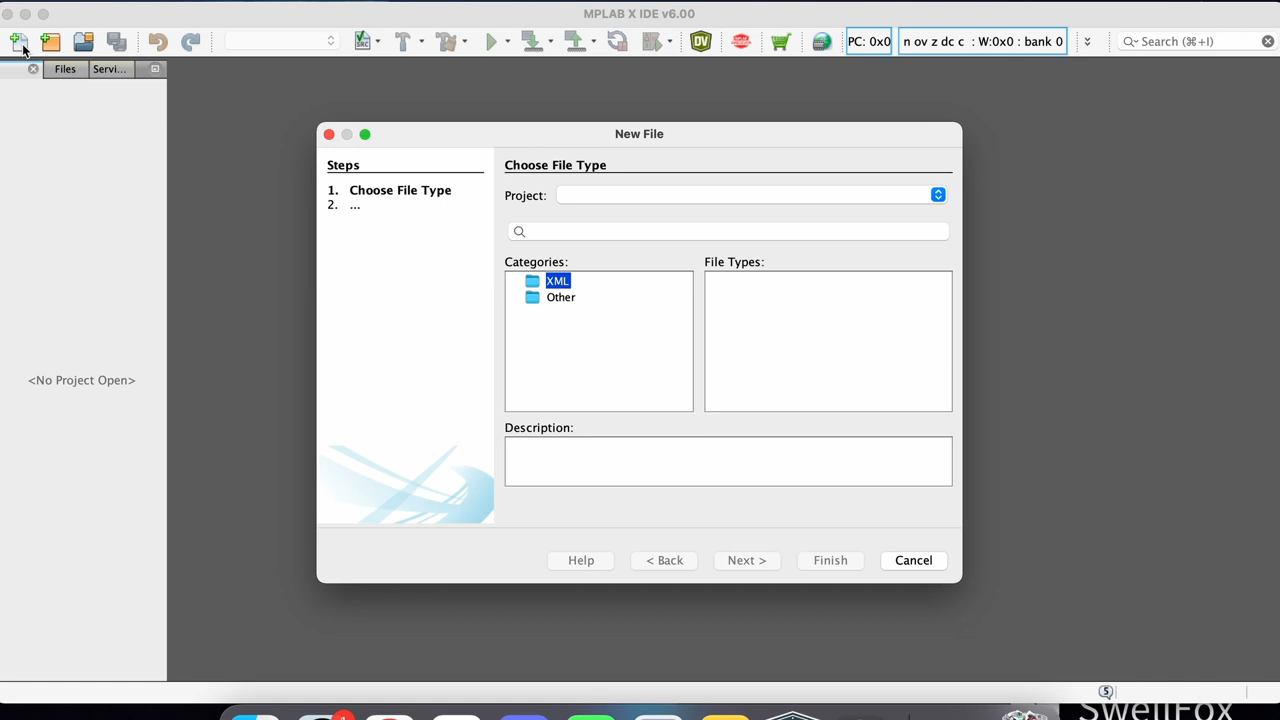 MPLAB X IDE v6.00
PC: 0x0
n ov z dc c : W:0x0 : bank 0
Search (⌘+I)
Files
Servi...
New File
Steps
Choose File Type
1. Choose File Type
2. ...
Project:
Categories:
File Types:
XML
Other
<No Project Open>
Description:
Help
< Back
Next >
Finish
Cancel
5
SwellFox